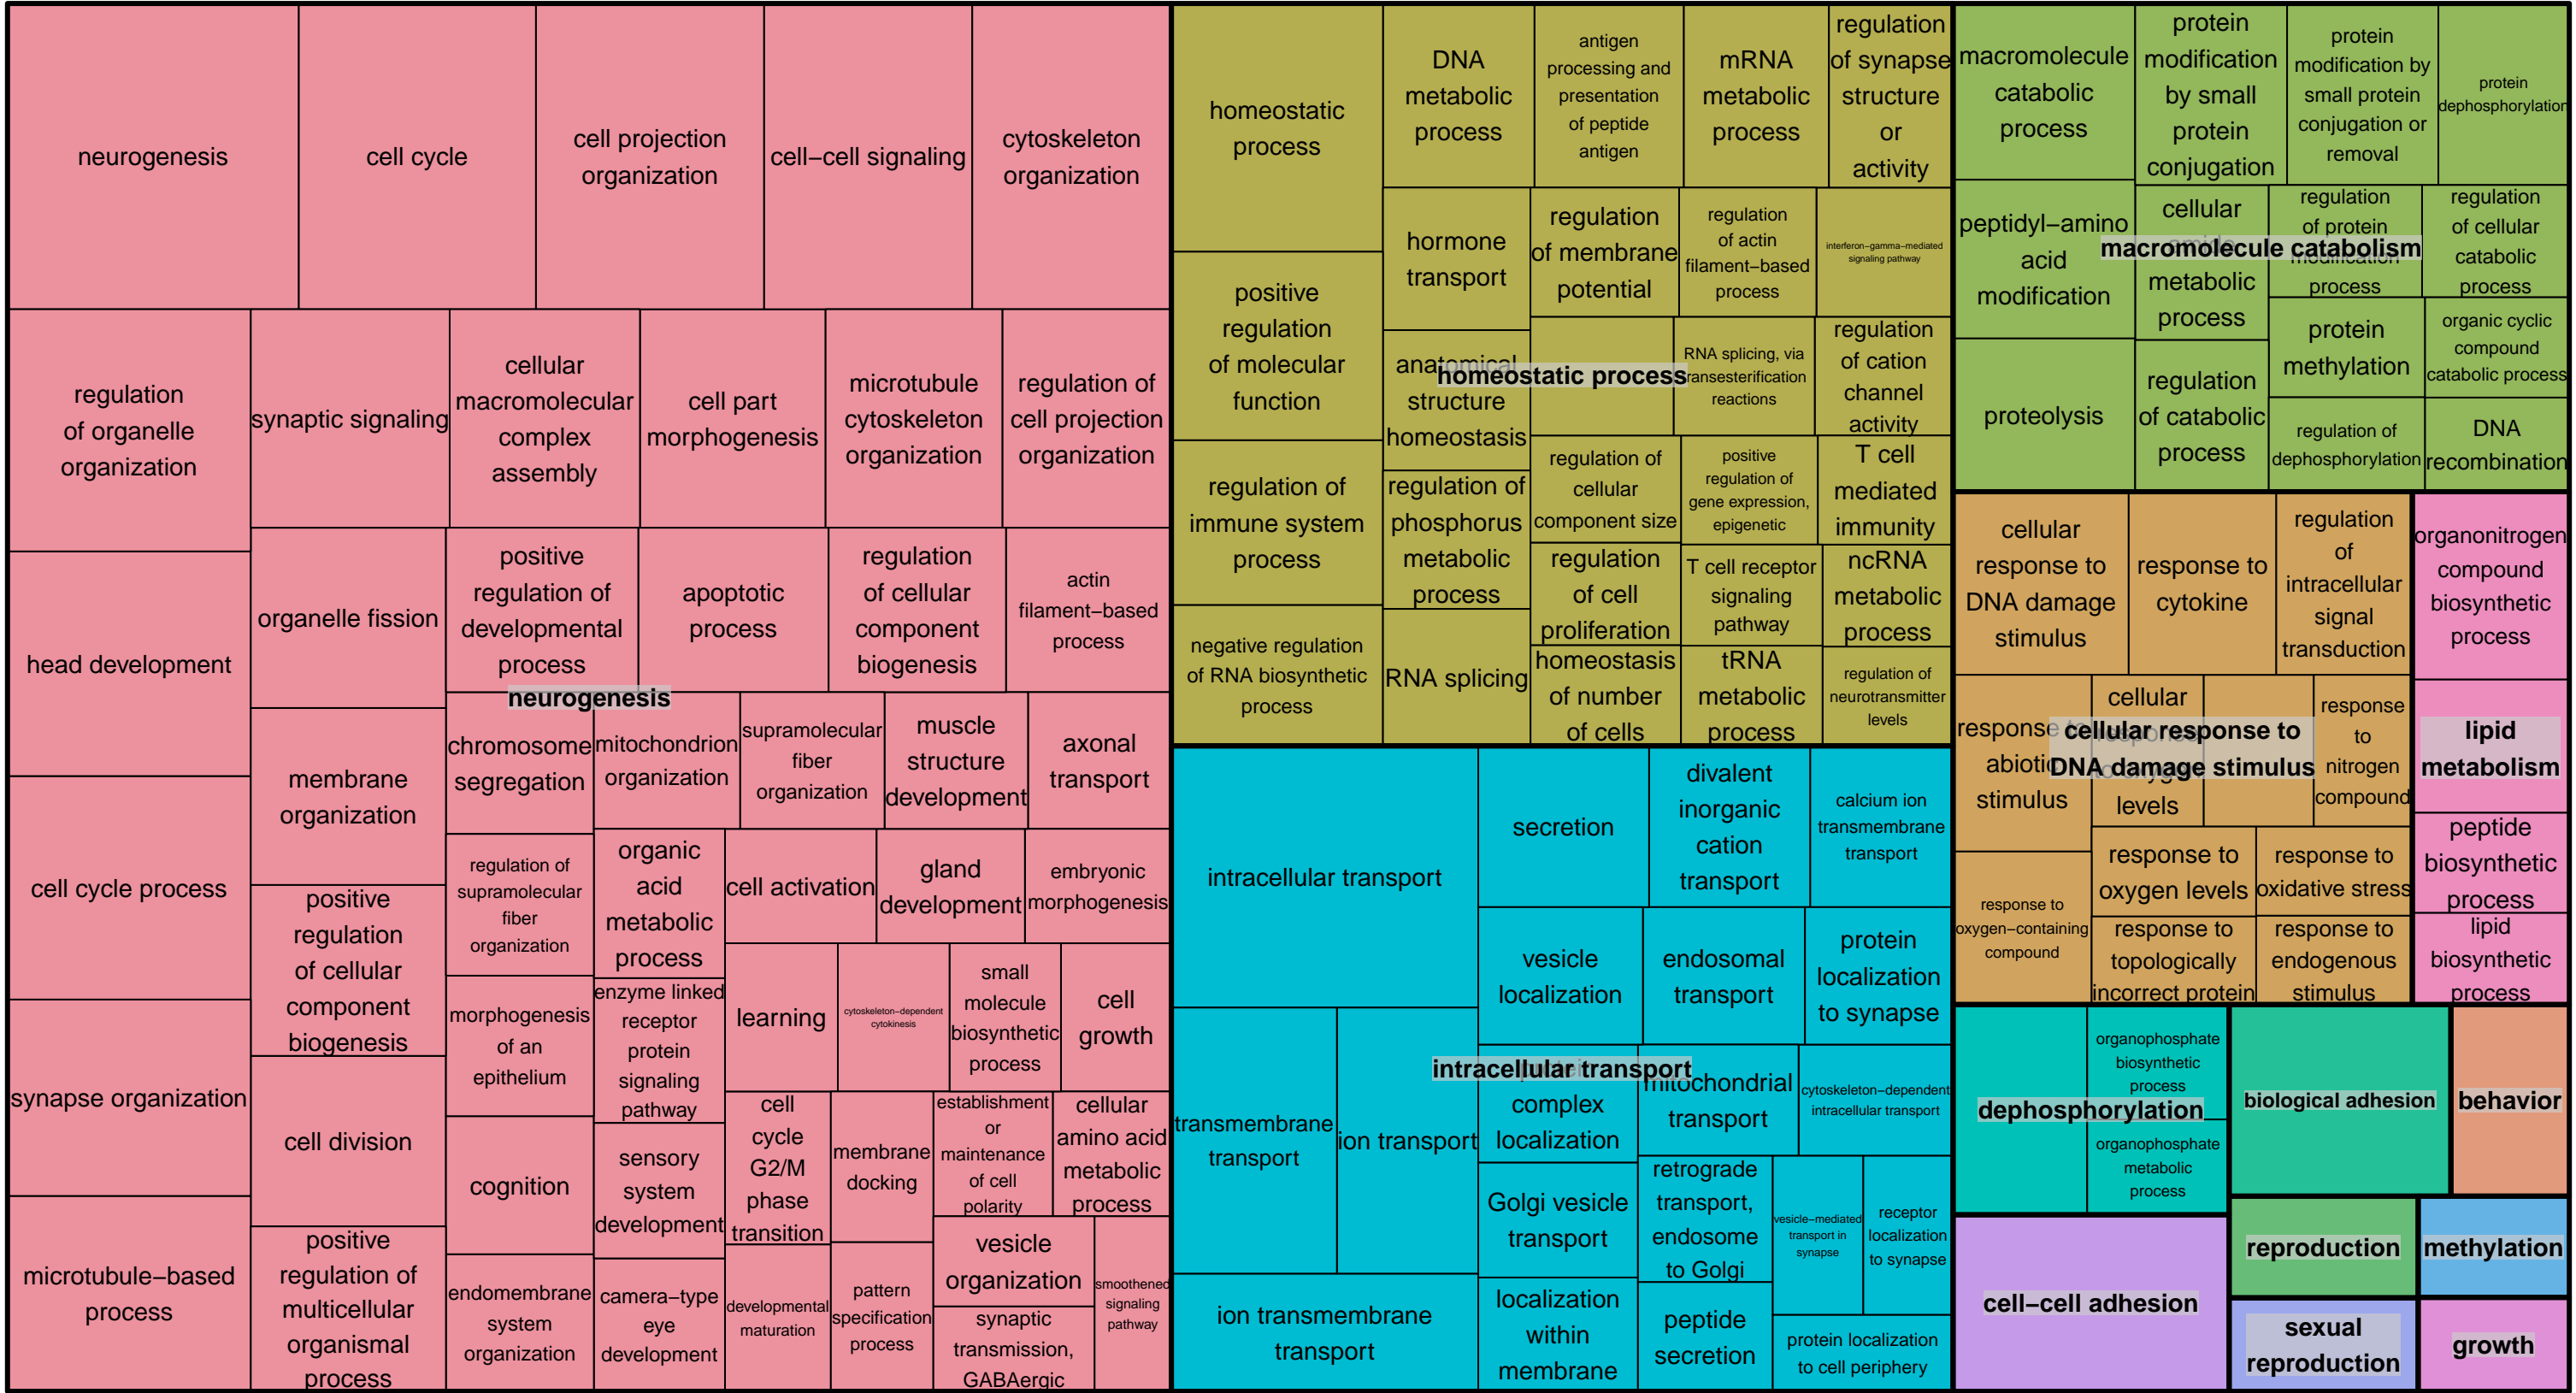 neurogenesis
cell cycle
cell projection
organization
cell−cell signaling
cytoskeleton
organization
regulation
of organelle
organization
synaptic signaling
cellular
macromolecular
complex
assembly
cell part
morphogenesis
microtubule
cytoskeleton
organization
regulation of
cell projection
organization
head development
organelle fission
positive
regulation of
developmental
process
apoptotic
process
regulation
of cellular
component
biogenesis
actin
filament−based
process
neurogenesis
cell cycle process
membrane
organization
chromosome
segregation
mitochondrion
organization
supramolecular
fiber
organization
muscle
structure
development
axonal
transport
positive
regulation
of cellular
component
biogenesis
regulation of
supramolecular
fiber
organization
organic
acid
metabolic
process
cell activation
gland
development
embryonic
morphogenesis
synapse organization
cell division
morphogenesis
of an
epithelium
enzyme linked
receptor
protein
signaling
pathway
learning
cytoskeleton−dependent
cytokinesis
small
molecule
biosynthetic
process
cell
growth
cognition
sensory
system
development
cell
cycle
G2/M
phase
transition
membrane
docking
establishment
or
maintenance
of cell
polarity
cellular
amino acid
metabolic
process
microtubule−based
process
positive
regulation of
multicellular
organismal
process
endomembrane
system
organization
camera−type
eye
development
developmental
maturation
pattern
specification
process
vesicle
organization
synaptic
transmission,
GABAergic
smoothened
signaling
pathway
homeostatic
process
DNA
metabolic
process
antigen
processing and
presentation
of peptide
antigen
mRNA
metabolic
process
regulation
of synapse
structure
or
activity
positive
regulation
of molecular
function
hormone
transport
regulation
of membrane
potential
regulation
of actin
filament−based
process
interferon−gamma−mediated
signaling pathway
anatomical
structure
homeostasis
homeostatic process
RNA splicing, via
transesterification
reactions
regulation
of cation
channel
activity
regulation of
immune system
process
regulation of
phosphorus
metabolic
process
regulation of
cellular
component size
positive
regulation of
gene expression,
epigenetic
T cell
mediated
immunity
regulation
of cell
proliferation
T cell receptor
signaling
pathway
ncRNA
metabolic
process
negative regulation
of RNA biosynthetic
process
RNA splicing
homeostasis
of number
of cells
tRNA
metabolic
process
regulation of
neurotransmitter
levels
intracellular transport
secretion
divalent
inorganic
cation
transport
calcium ion
transmembrane
transport
vesicle
localization
endosomal
transport
protein
localization
to synapse
transmembrane
transport
ion transport
intracellular transport
protein
complex
localization
mitochondrial
transport
cytoskeleton−dependent
intracellular transport
Golgi vesicle
transport
retrograde
transport,
endosome
to Golgi
vesicle−mediated
transport in
synapse
receptor
localization
to synapse
ion transmembrane
transport
localization
within
membrane
peptide
secretion
protein localization
to cell periphery
macromolecule
catabolic
process
protein
modification
by small
protein
conjugation
protein
modification by
small protein
conjugation or
removal
protein
dephosphorylation
peptidyl−amino
acid
modification
cellular
amide
metabolic
process
macromolecule catabolism
regulation
of protein
modification
process
regulation
of cellular
catabolic
process
proteolysis
regulation
of catabolic
process
protein
methylation
organic cyclic
compound
catabolic process
regulation of
dephosphorylation
DNA
recombination
cellular
response to
DNA damage
stimulus
response to
cytokine
regulation
of
intracellular
signal
transduction
response to
abiotic
stimulus
cellular
response
to oxygen
levels
cellular response to
DNA damage stimulus
response
to
nitrogen
compound
response to
oxygen−containing
compound
response to
oxygen levels
response to
oxidative stress
response to
topologically
incorrect protein
response to
endogenous
stimulus
organonitrogen
compound
biosynthetic
process
lipid
metabolism
peptide
biosynthetic
process
lipid
biosynthetic
process
dephosphorylation
organophosphate
biosynthetic
process
organophosphate
metabolic
process
biological adhesion
behavior
cell−cell adhesion
reproduction
methylation
sexual
reproduction
growth